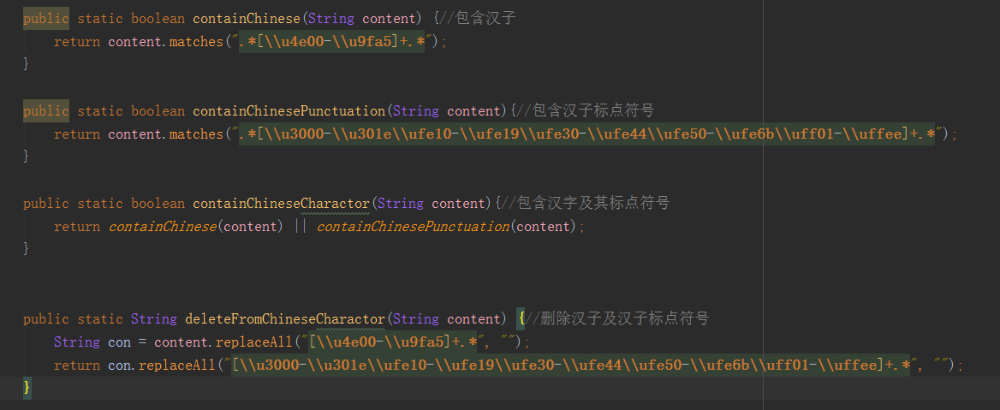 public static boolean containChinese(String content) {//包含汉子
    return content.matches(".*[\\u4e00-\\u9fa5]+.*");
}
public static boolean containChinesePunctuation(String content){//包含汉子标点符号
    return content.matches(".*[\\u3000-\\u301e\\ufe10-\\ufe19\\ufe30-\\ufe44\\ufe50-\\ufe6b\\uff01-\\uffee]+.*");
}
public static boolean containChineseCharactor(String content){//包含汉字及其标点符号
    return containChinese(content) || containChinesePunctuation(content);
}
public static String deleteFromChineseCharactor(String content) {//删除汉子及汉子标点符号
    String con = content.replaceAll("[\\u4e00-\\u9fa5]+.*", "");
    return con.replaceAll("[\\u3000-\\u301e\\ufe10-\\ufe19\\ufe30-\\ufe44\\ufe50-\\ufe6b\\uff01-\\uffee]+.*", "");
}